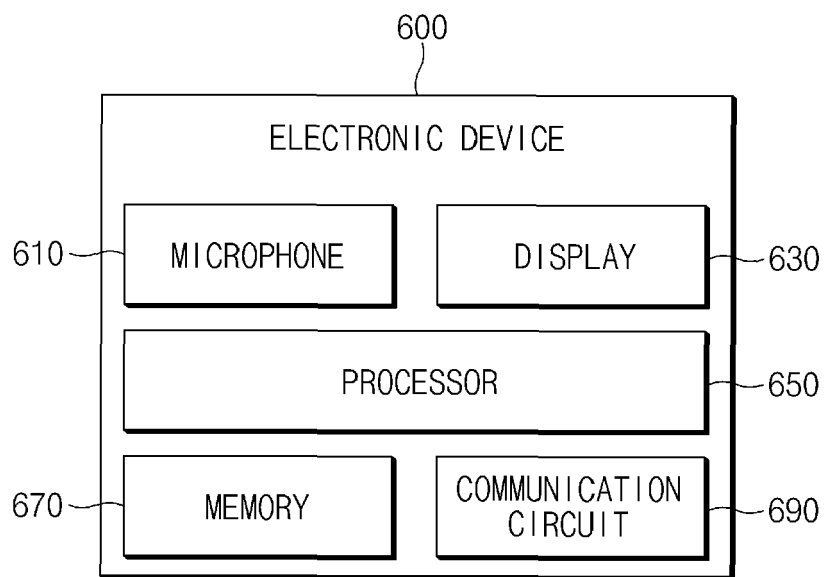 600
ELECTRONIC DEVICE
610
MICROPHONE
DISPLAY
630
PROCESSOR
650
670
MEMORY
COMMUNICATION
CIRCUIT
690